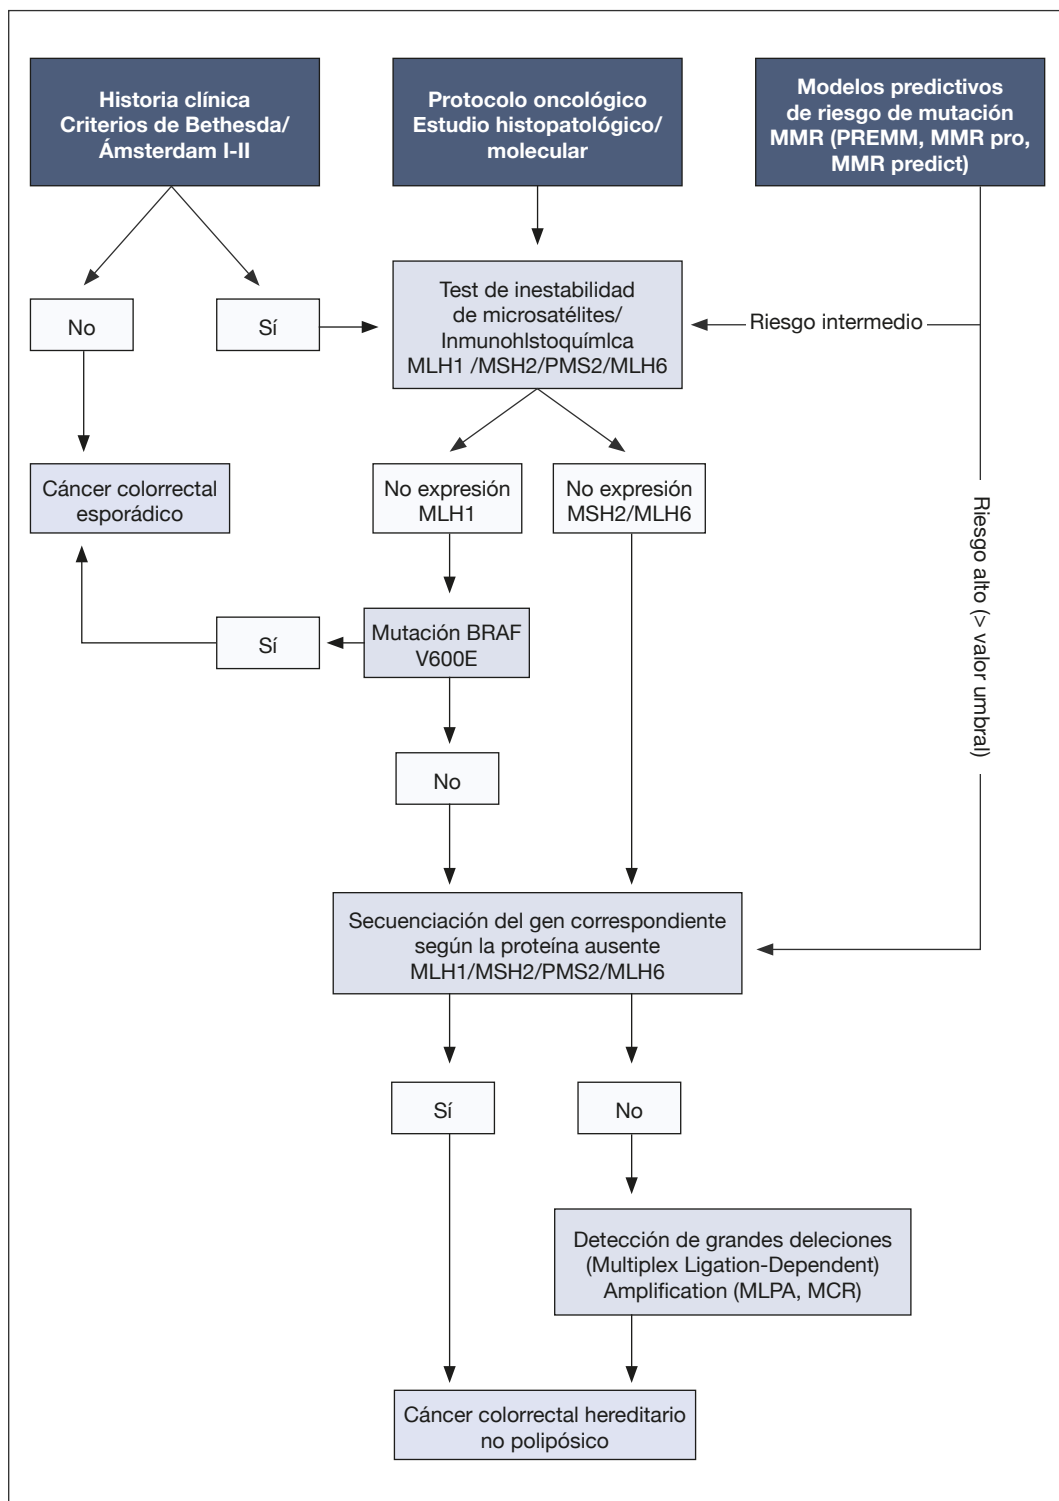 Historia clínica
Criterios de Bethesda/
Ámsterdam I-II
Protocolo oncológico
Estudio histopatológico/
molecular
Modelos predictivos
de riesgo de mutación
MMR (PREMM, MMR pro,
MMR predict)
No
Sí
Test de inestabilidad
de microsatélites/
Inmunohlstoquímlca
MLH1 /MSH2/PMS2/MLH6
Riesgo intermedio
Cáncer colorrectal
esporádico
No expresión
MLH1
No expresión
MSH2/MLH6
Riesgo alto (> valor umbral)
Sí
Mutación BRAF
V600E
No
Secuenciación del gen correspondiente
según la proteína ausente
MLH1/MSH2/PMS2/MLH6
Sí
No
Detección de grandes deleciones
(Multiplex Ligation-Dependent)
Amplification (MLPA, MCR)
Cáncer colorrectal hereditario
no polipósico